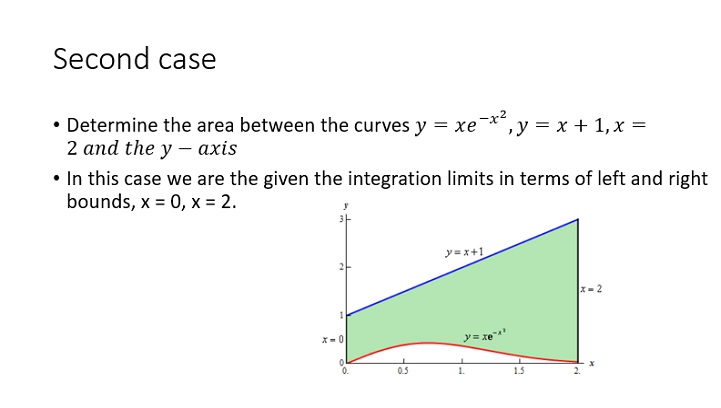 Second case
• Determine the area between the curves y = xe^{-x^2}, y = x + 1, x =
2 and the y − axis
• In this case we are the given the integration limits in terms of left and right
bounds, x = 0, x = 2.
y
3
y = x+1
2
x = 2
1
x = 0
y = xe^{-x^2}
0
x
0. 0.5 1. 1.5 2.